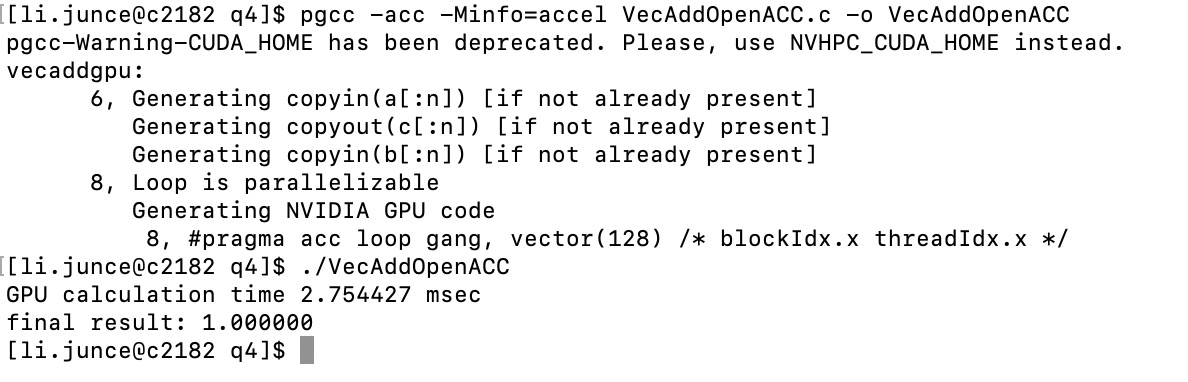 [[li.junce@c2182 q4]$ pgcc -acc -Minfo=accel VecAddOpenACC.c -o VecAddOpenACC
pgcc-Warning-CUDA_HOME has been deprecated. Please, use NVHPC_CUDA_HOME instead.
vecaddgpu:
      6, Generating copyin(a[:n]) [if not already present]
         Generating copyout(c[:n]) [if not already present]
         Generating copyin(b[:n]) [if not already present]
      8, Loop is parallelizable
         Generating NVIDIA GPU code
          8, #pragma acc loop gang, vector(128) /* blockIdx.x threadIdx.x */
[[li.junce@c2182 q4]$ ./VecAddOpenACC
GPU calculation time 2.754427 msec
final result: 1.000000
[li.junce@c2182 q4]$